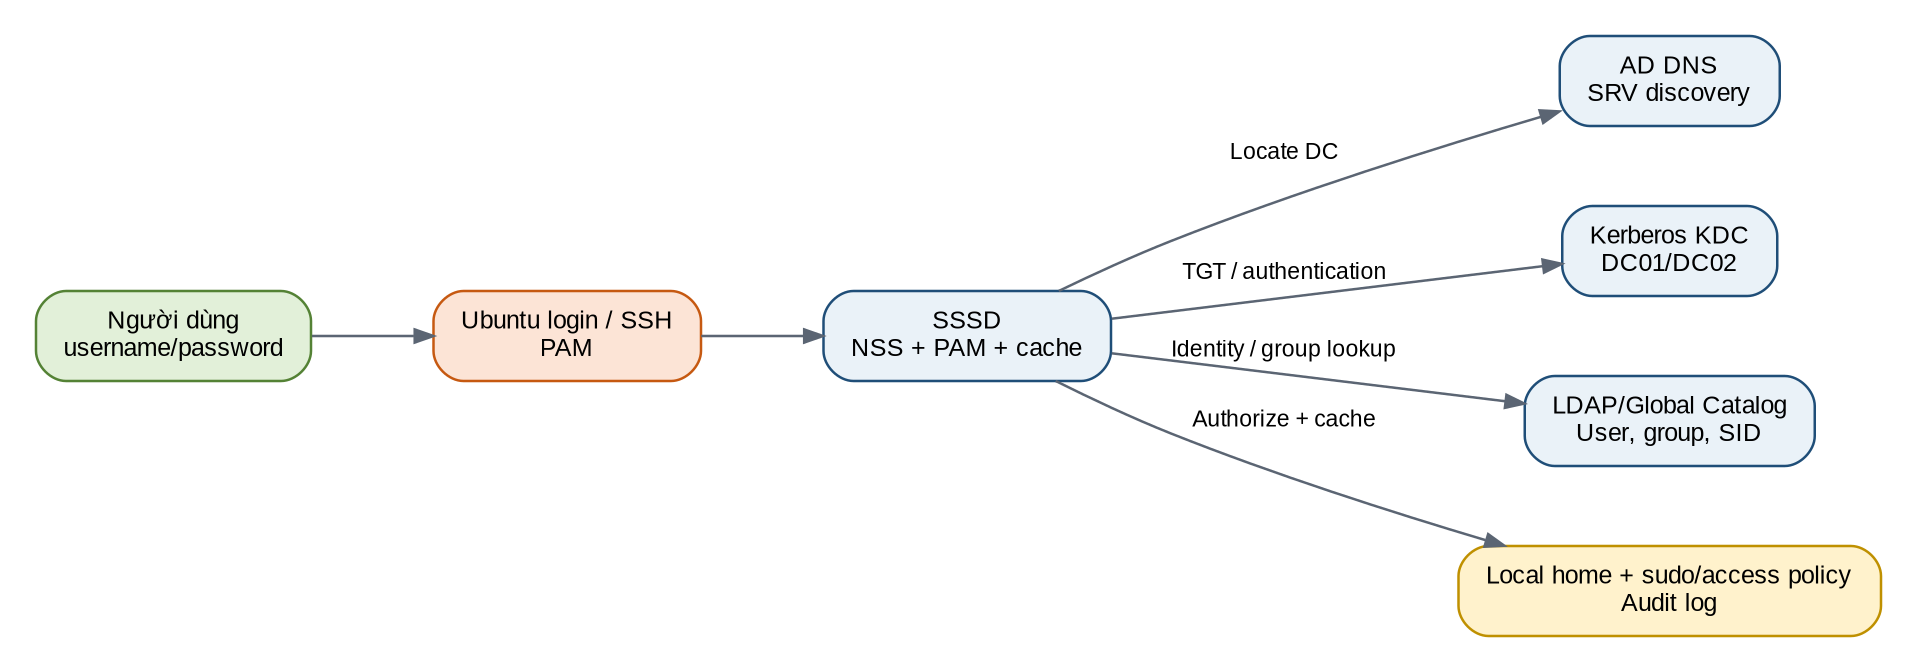 Người dùng
username/password
Ubuntu login / SSH
PAM
SSSD
NSS + PAM + cache
Locate DC
TGT / authentication
Identity / group lookup
Authorize + cache
AD DNS
SRV discovery
Kerberos KDC
DC01/DC02
LDAP/Global Catalog
User, group, SID
Local home + sudo/access policy
Audit log